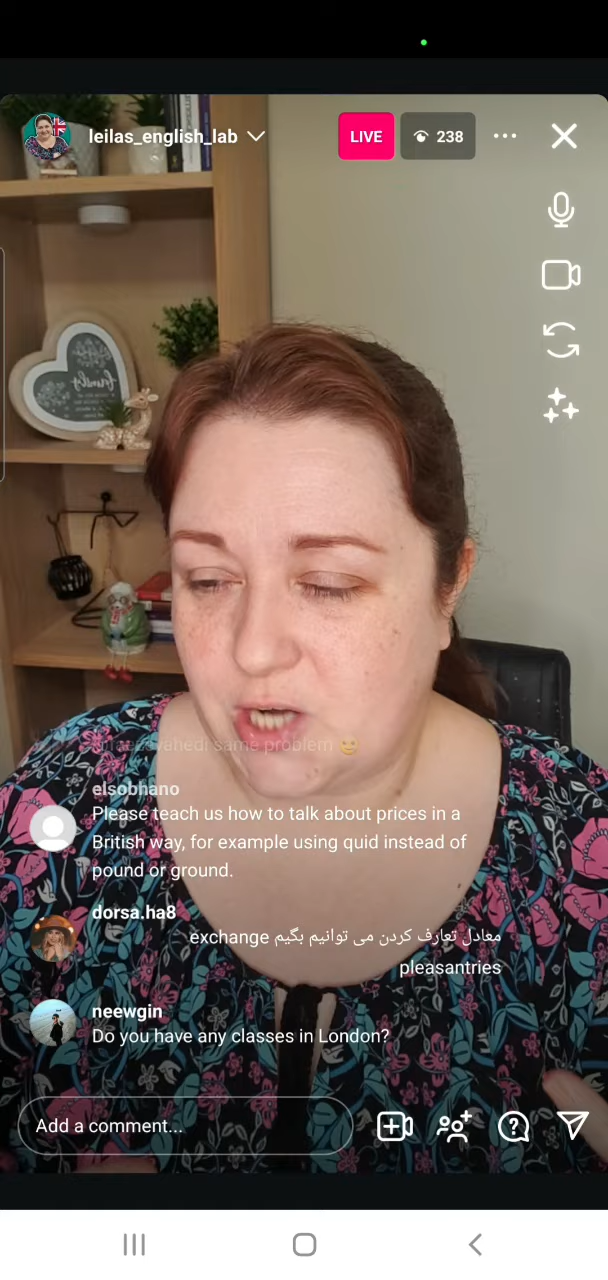 leilas_english_lab
LIVE
238
same problem 😄
elsobhano
Please teach us how to talk about prices in a
British way, for example using quid instead of
pound or ground.
dorsa.ha8
معادل تعارف کردن می توانیم بگیم exchange
pleasantries
neewgin
Do you have any classes in London?
Add a comment...